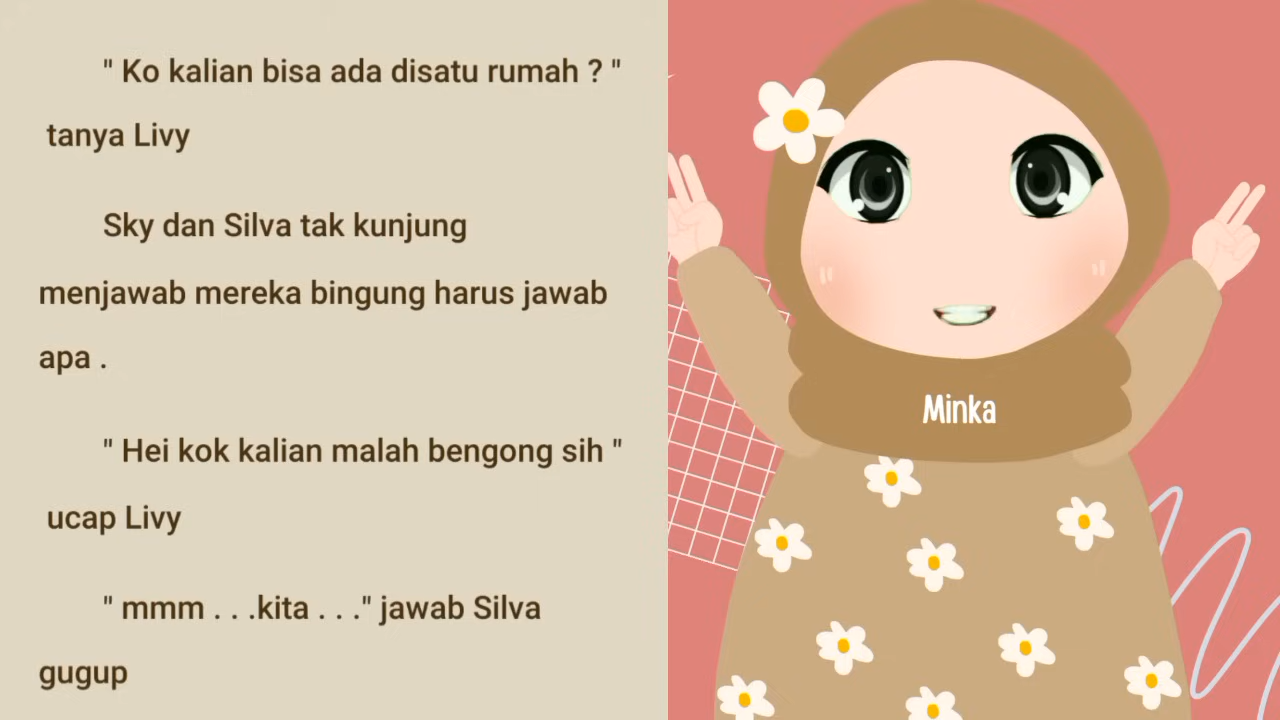 " Ko kalian bisa ada disatu rumah ? "
tanya Livy
Sky dan Silva tak kunjung
menjawab mereka bingung harus jawab
apa .
" Hei kok kalian malah bengong sih "
ucap Livy
" mmm . . .kita . . ." jawab Silva
gugup
Minka